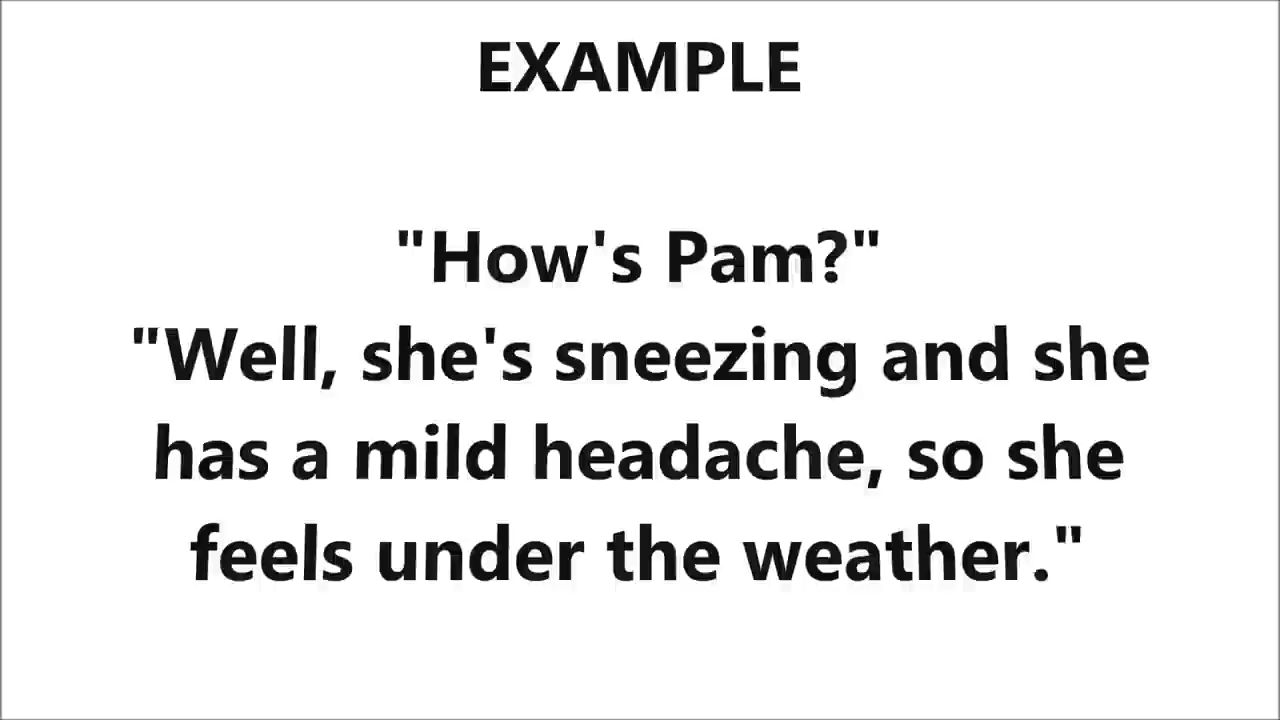 EXAMPLE
"How's Pam?"
"Well, she's sneezing and she
has a mild headache, so she
feels under the weather."